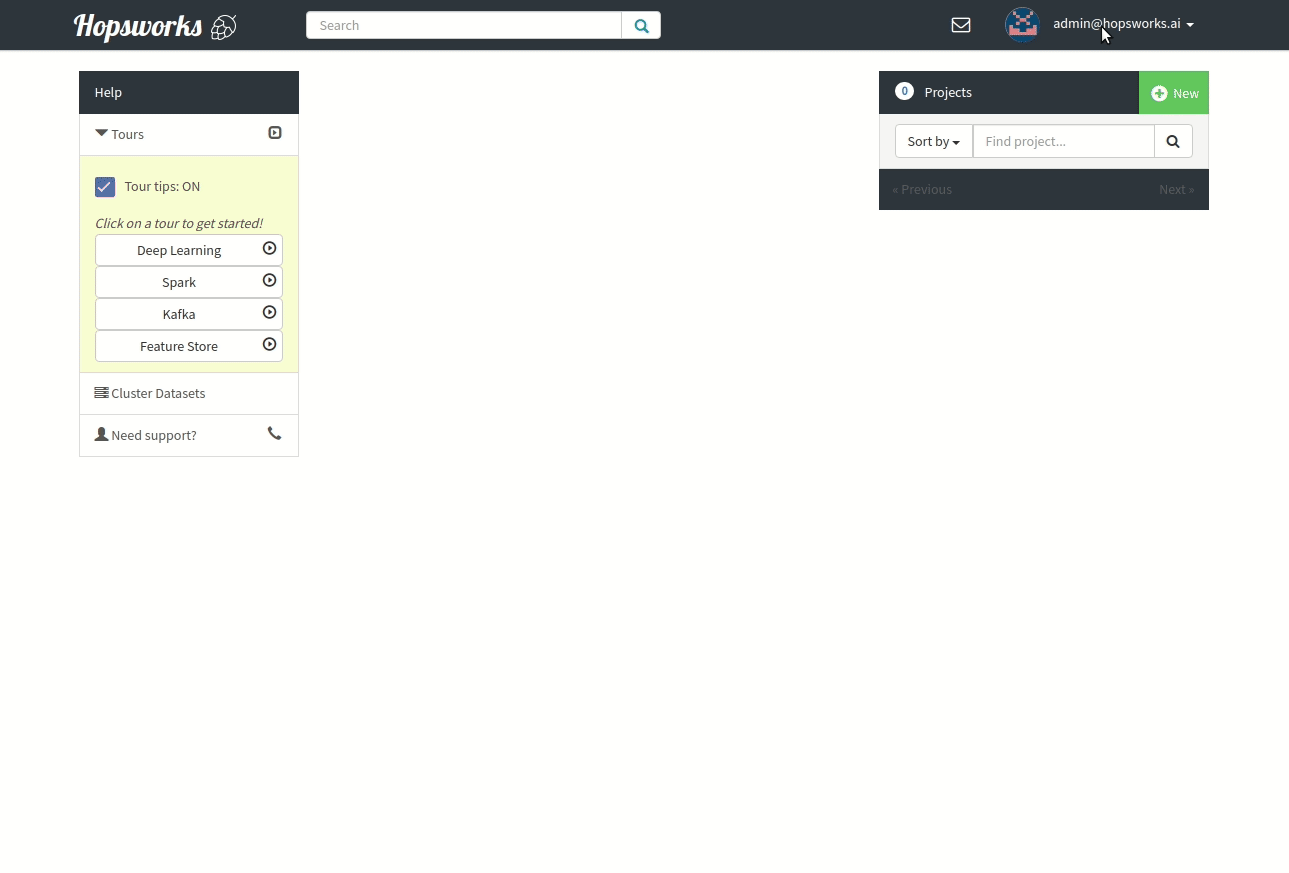 Hopsworks
Search
admin@hopsworks.ai
Help
Tours
Tour tips: ON
Click on a tour to get started!
Deep Learning
Spark
Kafka
Feature Store
Cluster Datasets
Need support?
0 Projects
New
Sort by
Find project...
« Previous
Next »